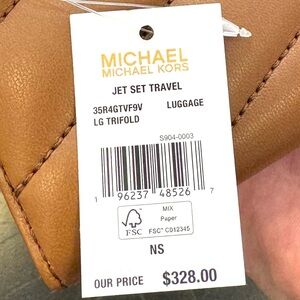 MICHAEL
MICHAEL KORS
JET SET TRAVEL
35R4GTVF9V LUGGAGE
LG TRIFOLD
S904-0003
1 96237 48526 7
FSC
MIX
Paper
FSC™ C012345
NS
OUR PRICE $328.00